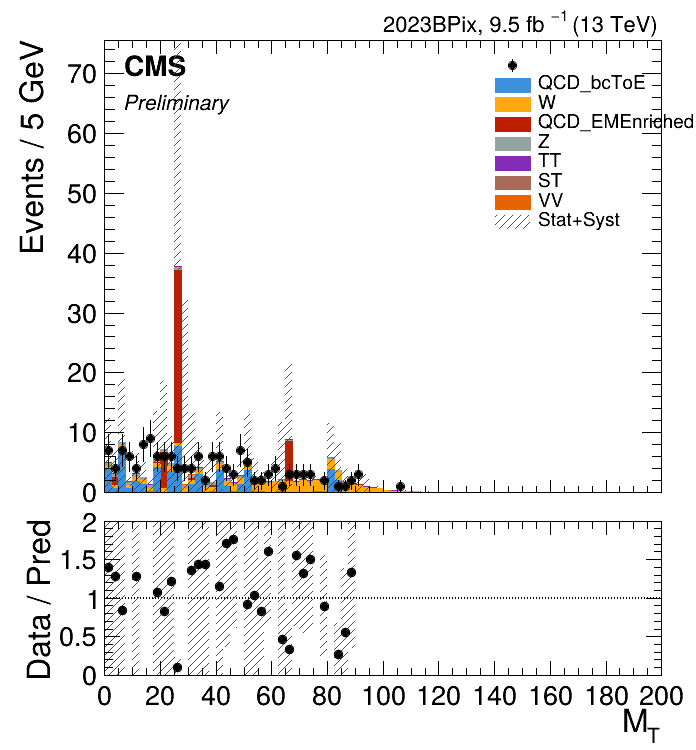 2023BPix, 9.5 fb⁻¹ (13 TeV)
Events / 5 GeV
CMS
Preliminary
QCD_bcToE
W
QCD_EMEnriched
Z
TT
ST
VV
Stat+Syst
70
60
50
40
30
20
10
0
Data / Pred
2
1.5
1
0.5
0
0 20 40 60 80 100 120 140 160 180 200
M_T